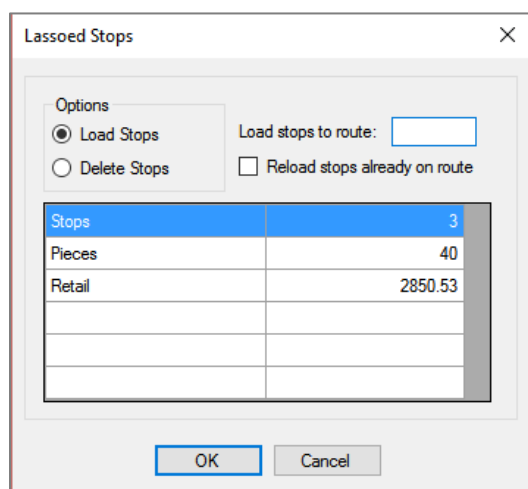 Lassoed Stops
Options
Load Stops
Delete Stops
Load stops to route:
Reload stops already on route
Stops 3
Pieces 40
Retail 2850.53
OK Cancel